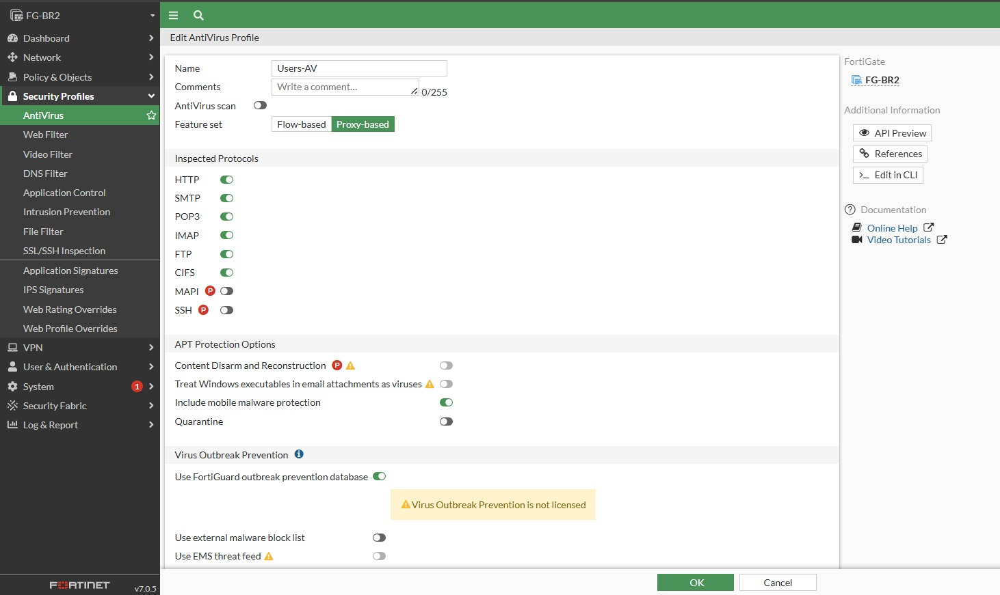 FG-BR2
Edit AntiVirus Profile
Dashboard
Network
Policy & Objects
Security Profiles
AntiVirus
Web Filter
Video Filter
DNS Filter
Application Control
Intrusion Prevention
File Filter
SSL/SSH Inspection
Application Signatures
IPS Signatures
Web Rating Overrides
Web Profile Overrides
VPN
User & Authentication
System 1
Security Fabric
Log & Report
FORTINET v7.0.5
Name Users-AV
Comments Write a comment... 0/255
AntiVirus scan
Feature set Flow-based Proxy-based
Inspected Protocols
HTTP
SMTP
POP3
IMAP
FTP
CIFS
MAPI P
SSH P
APT Protection Options
Content Disarm and Reconstruction P
Treat Windows executables in email attachments as viruses
Include mobile malware protection
Quarantine
Virus Outbreak Prevention
Use FortiGuard outbreak prevention database
Virus Outbreak Prevention is not licensed
Use external malware block list
Use EMS threat feed
OK Cancel
FortiGate
FG-BR2
Additional Information
API Preview
References
>_ Edit in CLI
Documentation
Online Help
Video Tutorials